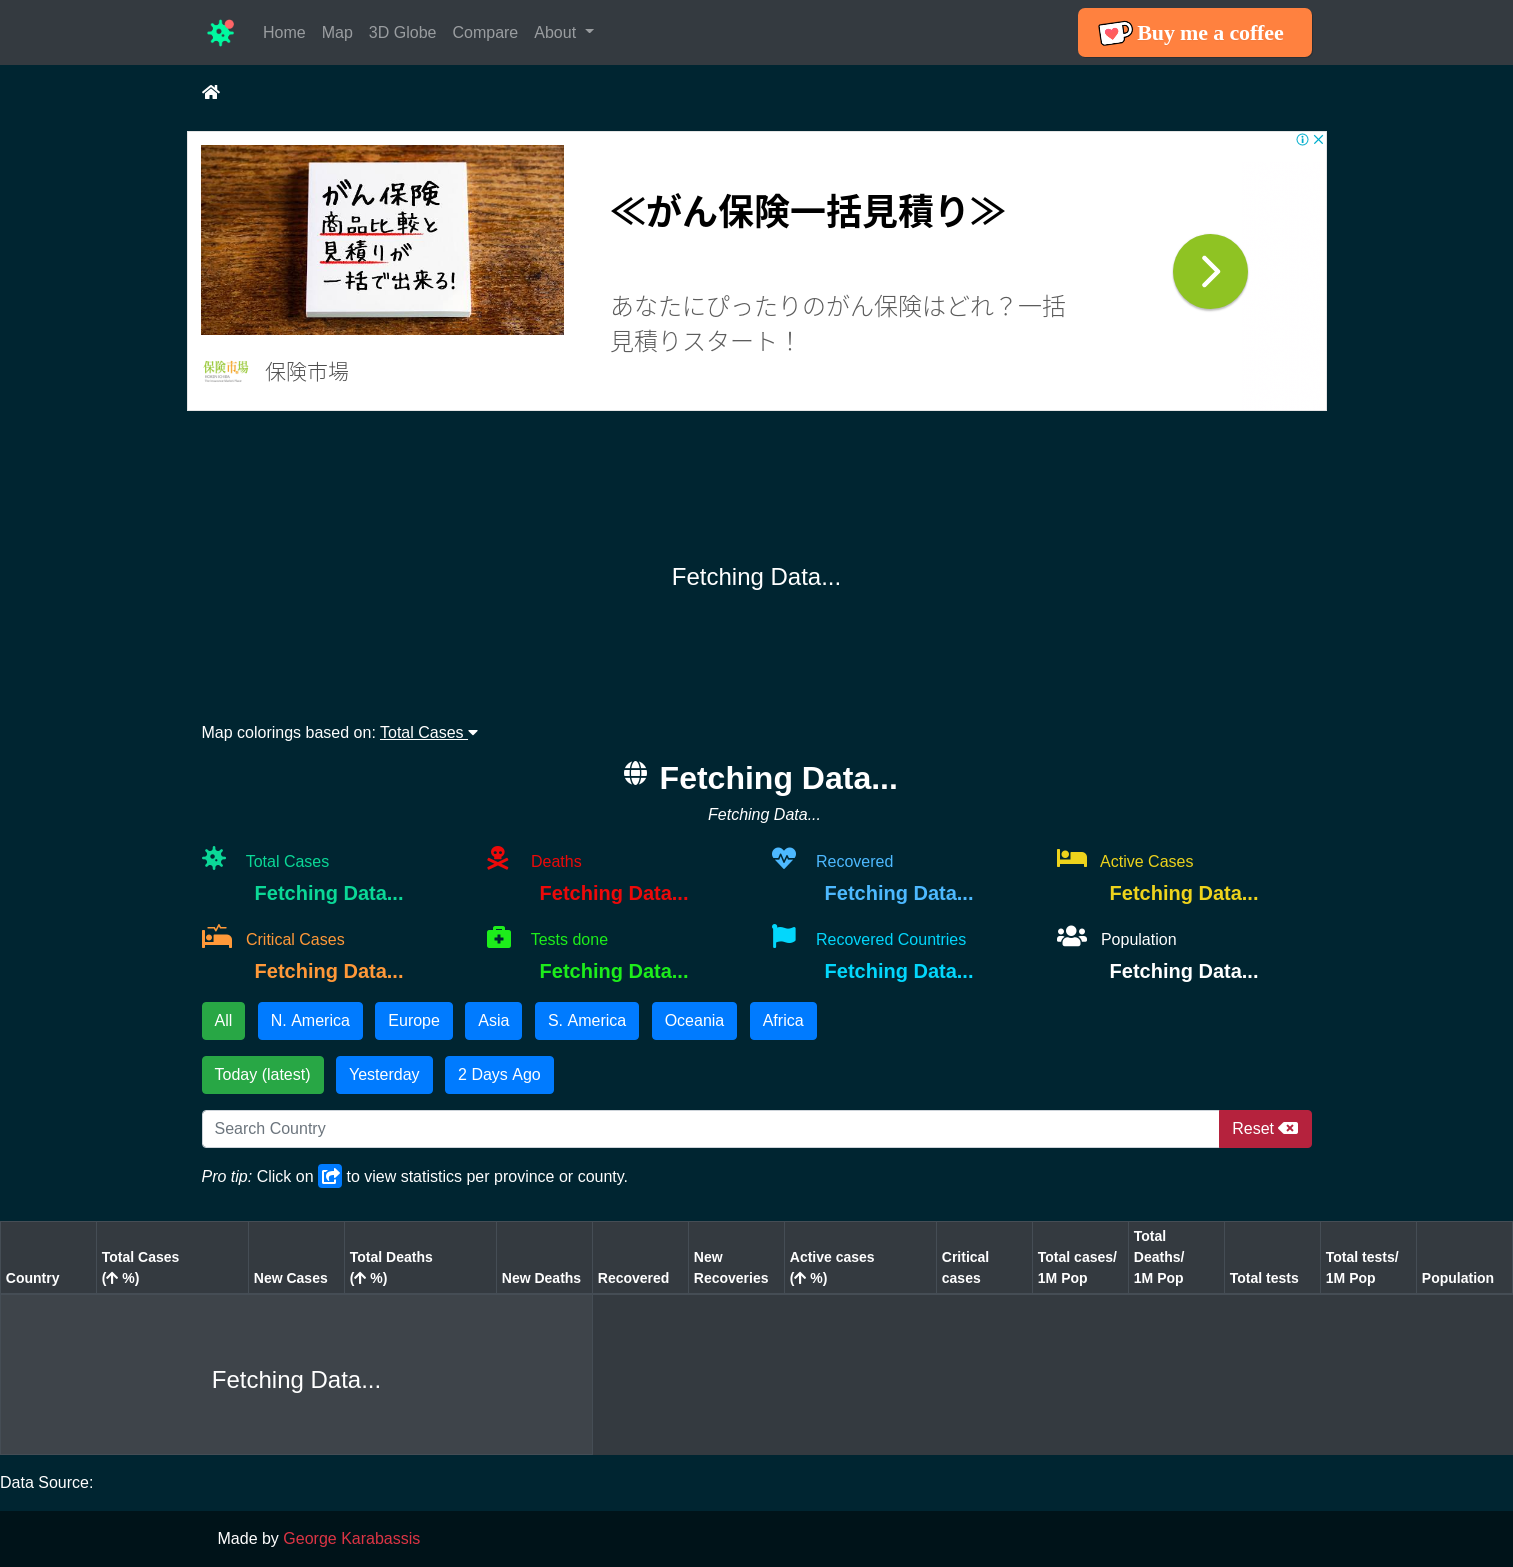 Home Map 3D Globe Compare About
Buy me a coffee
がん保険
商品比較と
見積りが
一括で出来る!
≪がん保険一括見積り≫
あなたにぴったりのがん保険はどれ？一括
見積りスタート！
保険市場
保険市場
Fetching Data...
Map colorings based on: Total Cases
Fetching Data...
Fetching Data...
Total Cases
Fetching Data...
Deaths
Fetching Data...
Recovered
Fetching Data...
Active Cases
Fetching Data...
Critical Cases
Fetching Data...
Tests done
Fetching Data...
Recovered Countries
Fetching Data...
Population
Fetching Data...
All N. America Europe Asia S. America Oceania Africa
Today (latest) Yesterday 2 Days Ago
Search Country
Reset
Pro tip: Click on to view statistics per province or county.
Country
Total Cases
(↑ %)
New Cases
Total Deaths
(↑ %)
New Deaths
Recovered
New
Recoveries
Active cases
(↑ %)
Critical
cases
Total cases/
1M Pop
Total
Deaths/
1M Pop
Total tests
Total tests/
1M Pop
Population
Fetching Data...
Data Source:
Made by George Karabassis